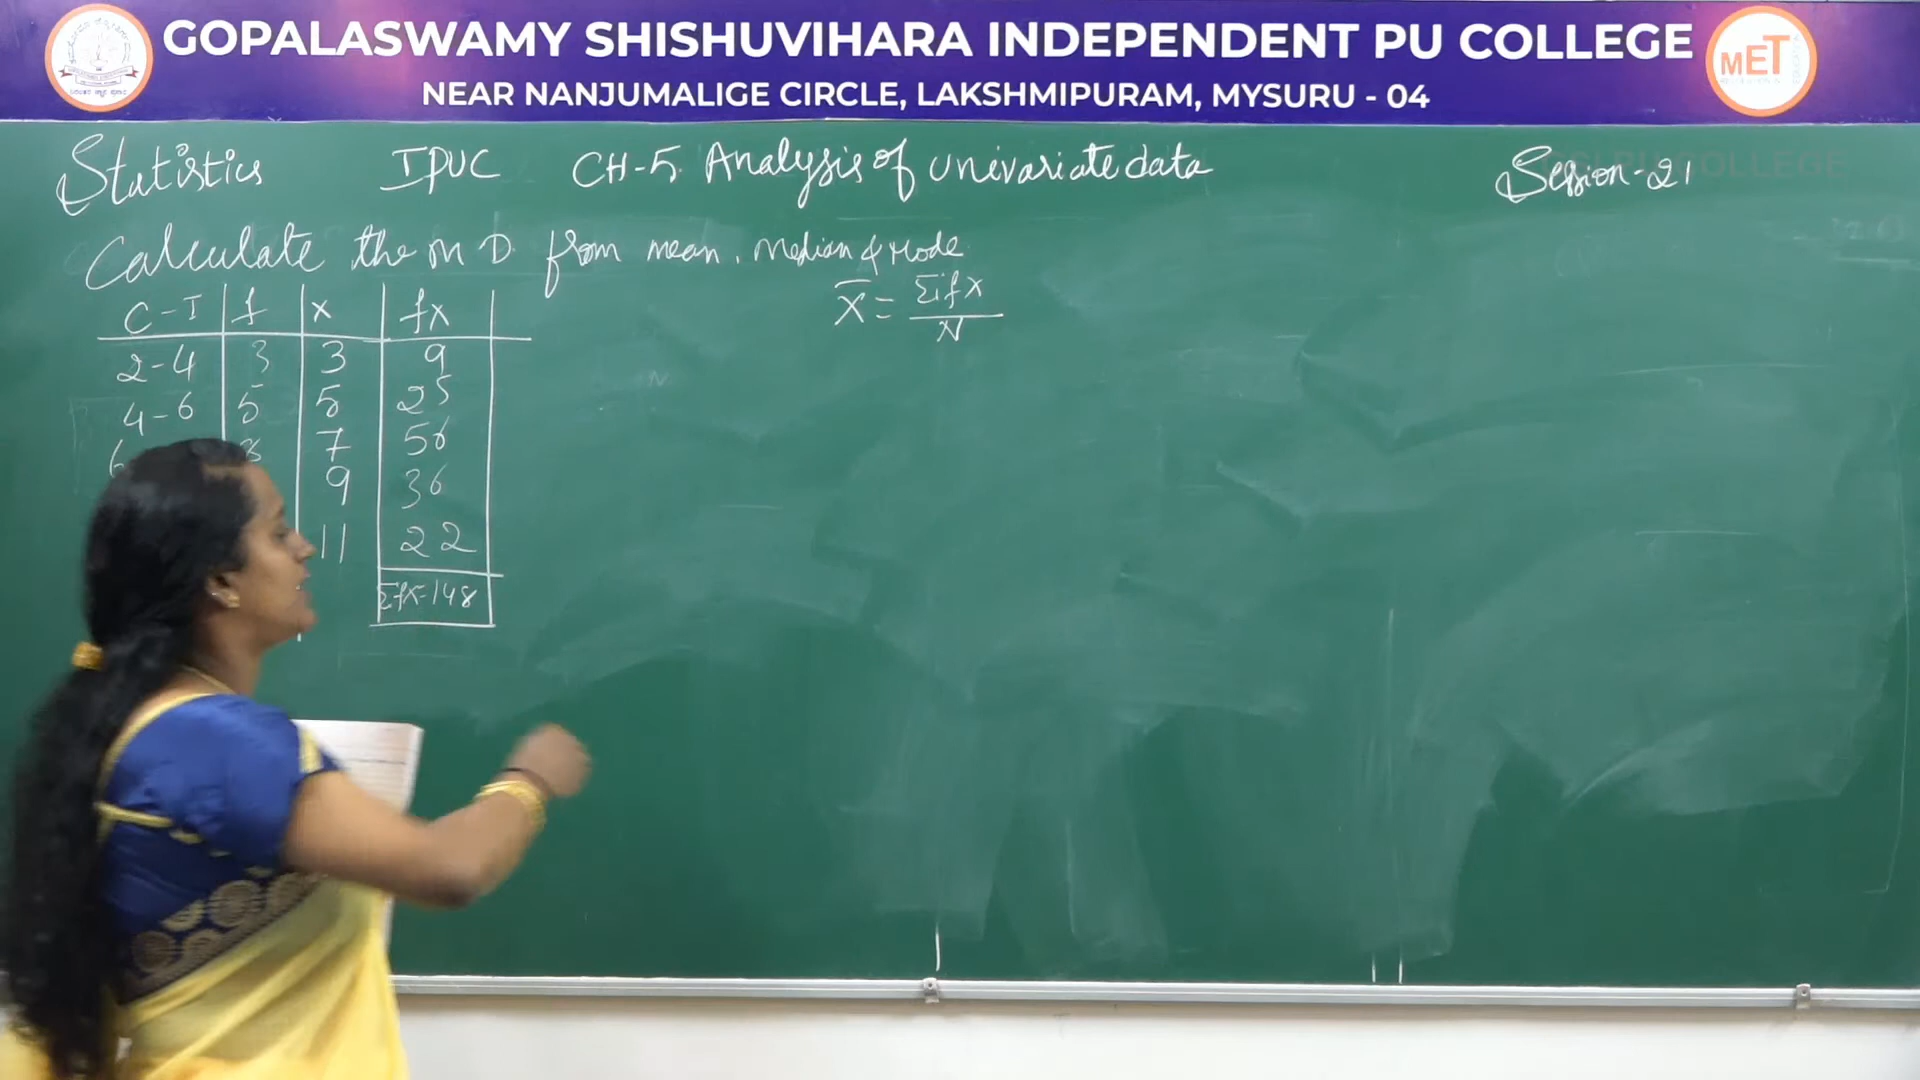 GOPALASWAMY SHISHUVIHARA INDEPENDENT PU COLLEGE
NEAR NANJUMALIGE CIRCLE, LAKSHMIPURAM, MYSURU - 04
MET
Statistics IPUC CH-5. Analysis of univariate data Session-21
Calculate the M D. from mean, Median & Mode
X̄ = Σfx / N
C-I f x fx
2-4 3 3 9
4-6 5 5 25
6 8 7 56
9 36
11 22
Σfx=148